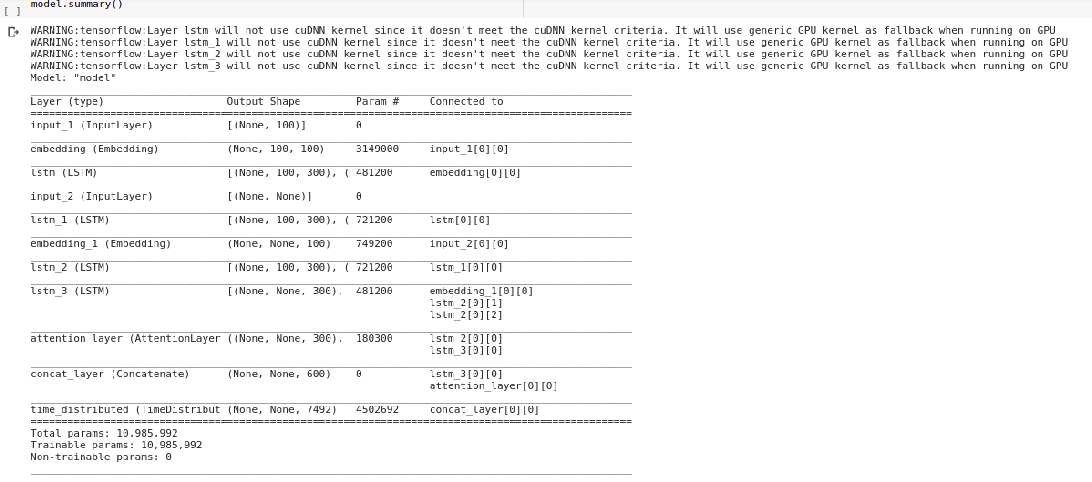 model.summary()
[ ]
WARNING:tensorflow:Layer lstm will not use cuDNN kernel since it doesn't meet the cuDNN kernel criteria. It will use generic GPU kernel as fallback when running on GPU
WARNING:tensorflow:Layer lstm_1 will not use cuDNN kernel since it doesn't meet the cuDNN kernel criteria. It will use generic GPU kernel as fallback when running on GPU
WARNING:tensorflow:Layer lstm_2 will not use cuDNN kernel since it doesn't meet the cuDNN kernel criteria. It will use generic GPU kernel as fallback when running on GPU
WARNING:tensorflow:Layer lstm_3 will not use cuDNN kernel since it doesn't meet the cuDNN kernel criteria. It will use generic GPU kernel as fallback when running on GPU
Model: "model"
Layer (type) Output Shape Param # Connected to
input_1 (InputLayer) [(None, 100)] 0
embedding (Embedding) (None, 100, 100) 3149000 input_1[0][0]
lstm (LSTM) [(None, 100, 300), ( 481200 embedding[0][0]
input_2 (InputLayer) [(None, None)] 0
lstm_1 (LSTM) [(None, 100, 300), ( 721200 lstm[0][0]
embedding_1 (Embedding) (None, None, 100) 749200 input_2[0][0]
lstm_2 (LSTM) [(None, 100, 300), ( 721200 lstm_1[0][0]
lstm_3 (LSTM) [(None, None, 300), 481200 embedding_1[0][0]
lstm_2[0][1]
lstm_2[0][2]
attention_layer (AttentionLayer ((None, None, 300), 180300 lstm_2[0][0]
lstm_3[0][0]
concat_layer (Concatenate) (None, None, 600) 0 lstm_3[0][0]
attention_layer[0][0]
time_distributed (TimeDistribut (None, None, 7492) 4502692 concat_layer[0][0]
Total params: 10,985,992
Trainable params: 10,985,992
Non-trainable params: 0